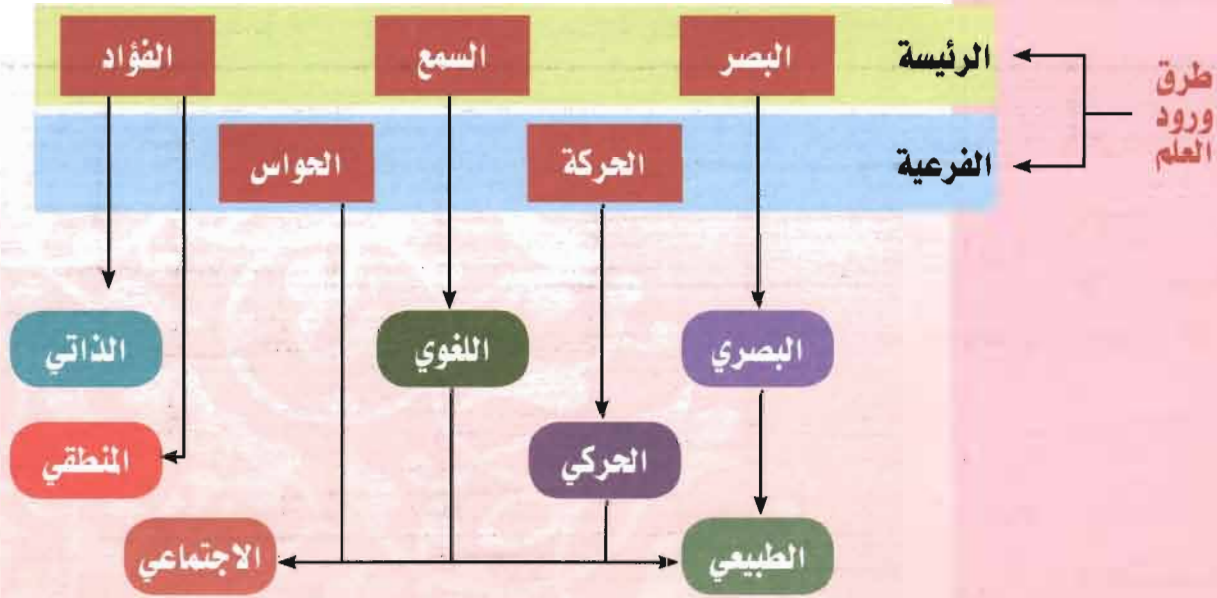 طرق
ورود
العلم
الرئيسة
البصر
السمع
الفؤاد
الفرعية
الحركة
الحواس
البصري
اللغوي
الذاتي
الحركي
المنطقي
الطبيعي
الاجتماعي